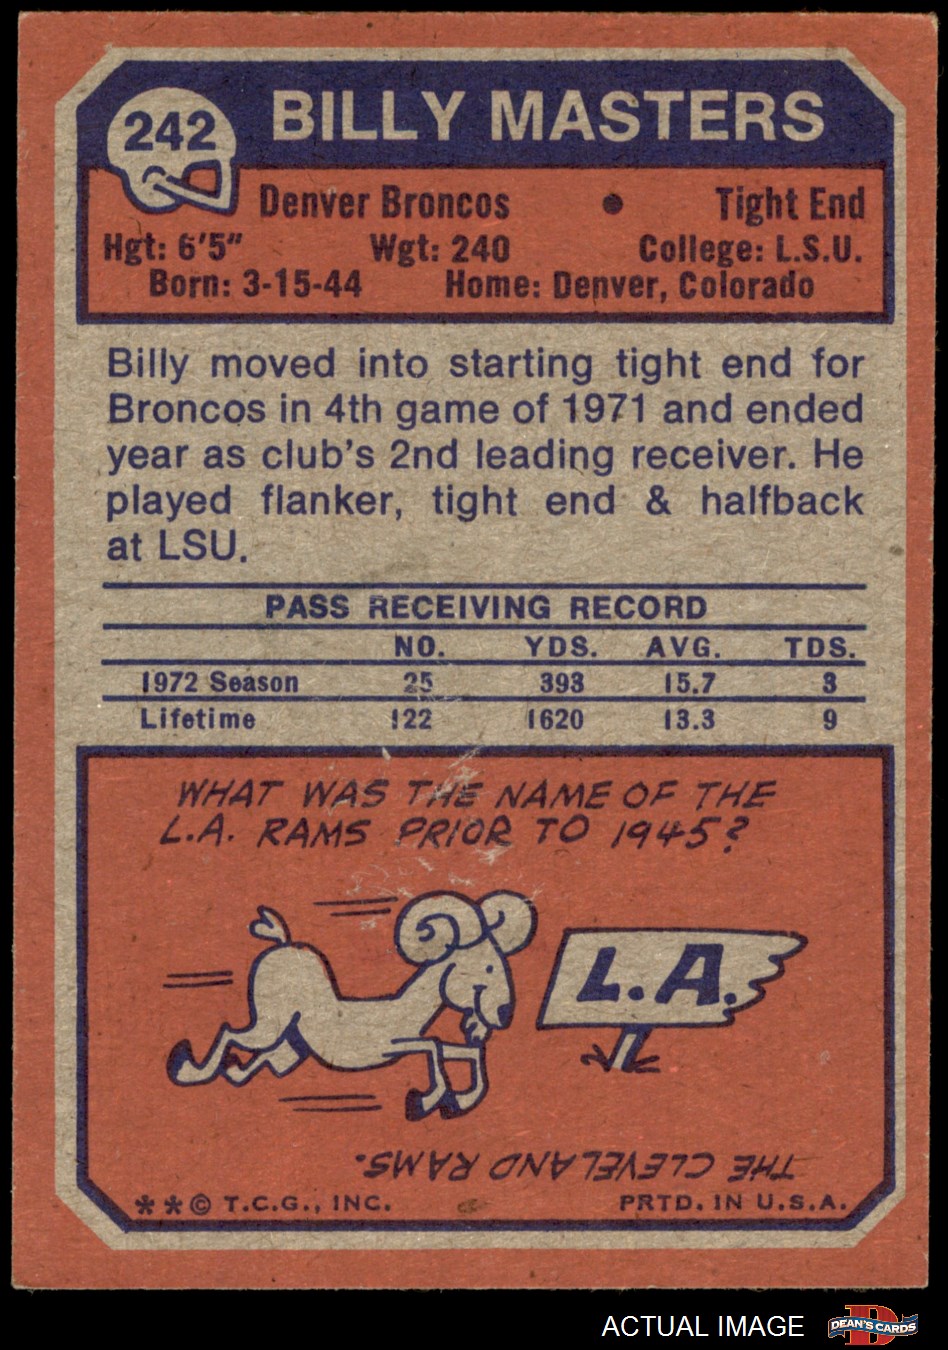 242
BILLY MASTERS
Denver Broncos • Tight End
Hgt: 6'5" Wgt: 240 College: L.S.U.
Born: 3-15-44 Home: Denver, Colorado
Billy moved into starting tight end for
Broncos in 4th game of 1971 and ended
year as club's 2nd leading receiver. He
played flanker, tight end & halfback
at LSU.
PASS RECEIVING RECORD
NO. YDS. AVG. TDS.
1972 Season 25 393 15.7 3
Lifetime 122 1620 13.3 9
WHAT WAS THE NAME OF THE
L.A. RAMS PRIOR TO 1945?
L.A.
THE CLEVELAND RAMS.
**© T.C.G., INC. PRTD. IN U.S.A.
ACTUAL IMAGE
D
DEAN'S CARDS